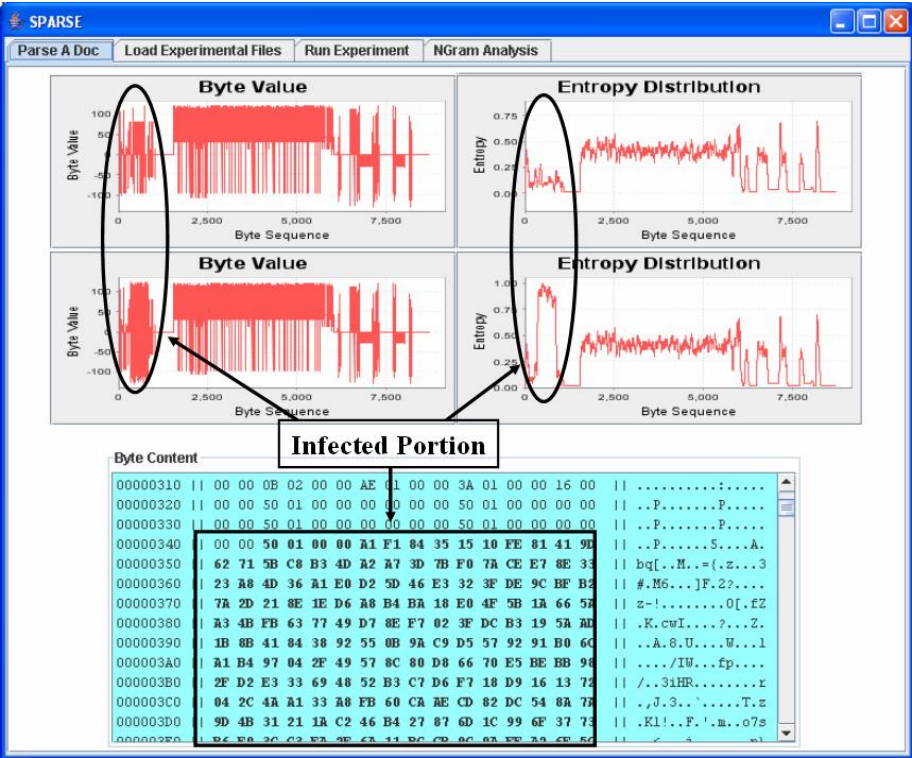 SPARSE
Parse A Doc Load Experimental Files Run Experiment NGram Analysis
Byte Value
Byte Value
100
50
0
-50
-100
0 2,500 5,000 7,500
Byte Sequence
Entropy Distribution
Entropy
0.75
0.50
0.25
0.00
0 2,500 5,000 7,500
Byte Sequence
Byte Value
Byte Value
100
50
0
-50
-100
0 2,500 5,000 7,500
Byte Sequence
Entropy Distribution
Entropy
1.00
0.75
0.50
0.25
0.00
0 2,500 5,000 7,500
Byte Sequence
Infected Portion
Byte Content
00000310 || 00 00 0B 02 00 00 AE 01 00 00 3A 01 00 00 16 00 || ..........:.....
00000320 || 00 00 50 01 00 00 00 00 00 00 50 01 00 00 00 00 || ..P.......P.....
00000330 || 00 00 50 01 00 00 00 00 00 00 50 01 00 00 00 00 || ..P.......P.....
00000340 || 00 00 50 01 00 00 A1 F1 84 35 15 10 FE 81 41 9D || ..P......5....A.
00000350 || 62 71 5B C8 B3 4D A2 A7 3D 7B F0 7A CE E7 8E 33 || bq[..M..={.z...3
00000360 || 23 A8 4D 36 A1 E0 D2 5D 46 E3 32 3F DE 9C BF B2 || #.M6...]F.2?....
00000370 || 7A 2D 21 8E 1E D6 A8 B4 BA 18 E0 4F 5B 1A 66 5A || z-!........O[.fZ
00000380 || A3 4B FB 63 77 49 D7 8E F7 02 3F DC B3 19 5A AD || .K.cwI....?...Z.
00000390 || 1B 8B 41 84 38 92 55 0B 9A C9 D5 57 92 91 B0 6C || ..A.8.U....W...l
000003A0 || A1 B4 97 04 2F 49 57 8C 80 D8 66 70 E5 BE BB 98 || ..../IW...fp....
000003B0 || 2F D2 E3 33 69 48 52 B3 C7 D6 F7 18 D9 16 13 72 || /..3iHR........r
000003C0 || 04 2C 4A A1 33 A8 FB 60 CA AE CD 82 DC 54 8A 7A || .,J.3..`.....T.z
000003D0 || 9D 4B 31 21 1A C2 46 B4 27 87 6D 1C 99 6F 37 73 || .K1!..F.'.m..o7s